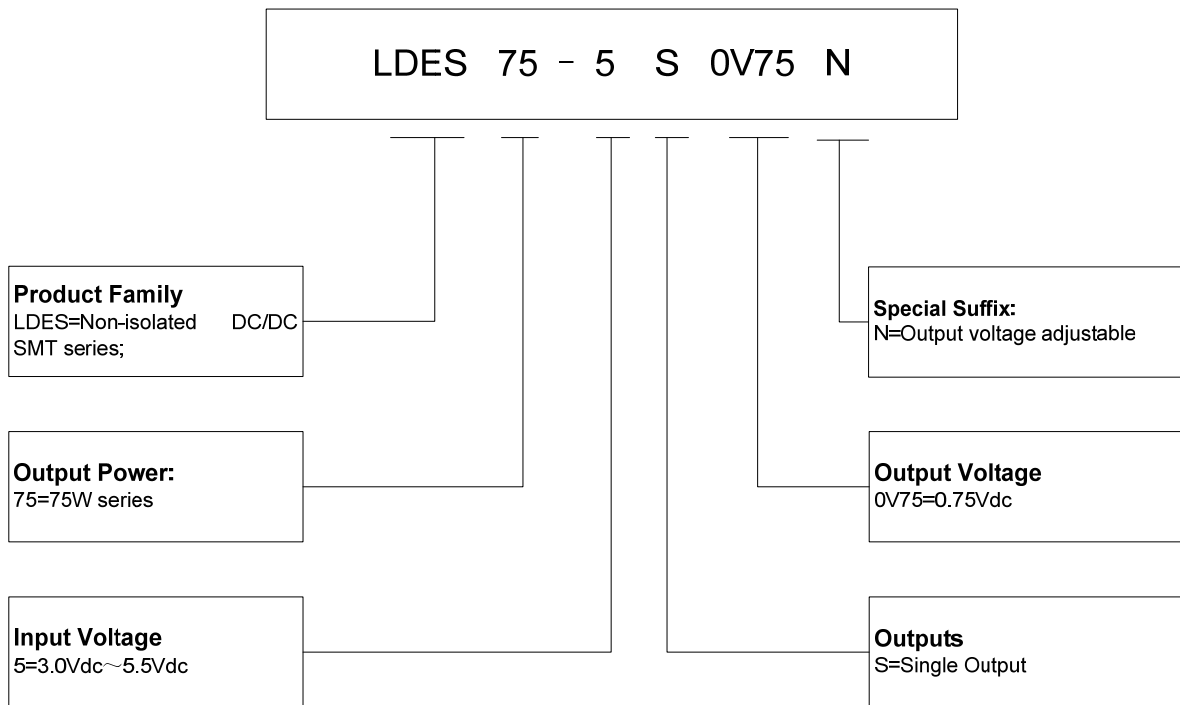 LDES 75 - 5 S 0V75 N
Product Family
LDES=Non-isolated DC/DC
SMT series;
Output Power:
75=75W series
Input Voltage
5=3.0Vdc～5.5Vdc
Special Suffix:
N=Output voltage adjustable
Output Voltage
0V75=0.75Vdc
Outputs
S=Single Output